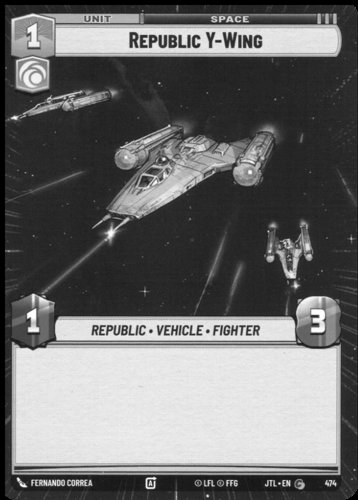 UNIT
SPACE
1
REPUBLIC Y-WING
1
REPUBLIC • VEHICLE • FIGHTER
3
FERNANDO CORREA
A
© LFL © FFG
JTL • EN
C
474